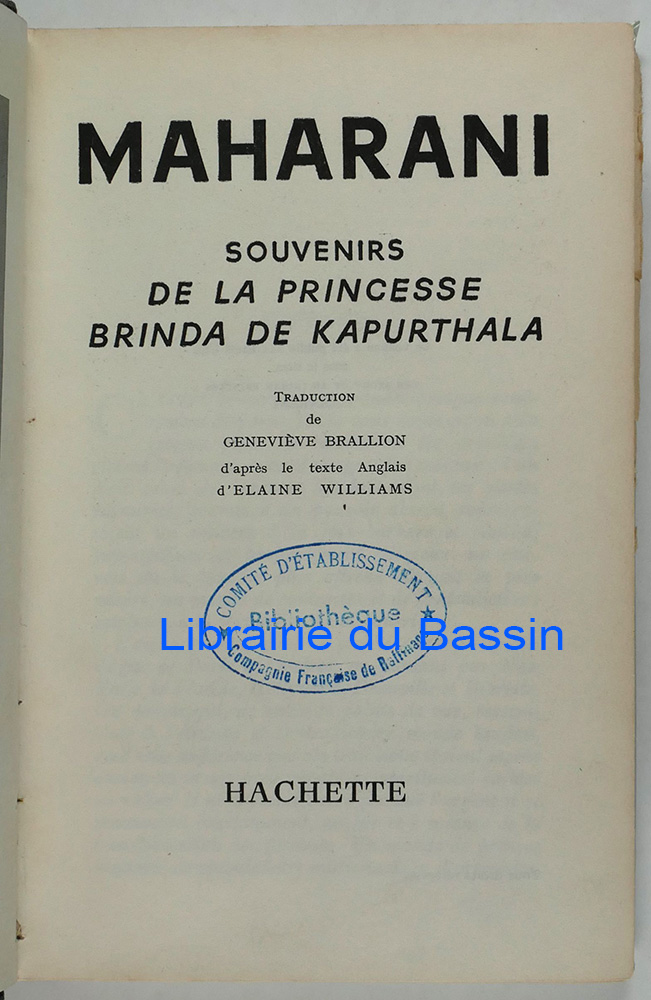 MAHARANI
SOUVENIRS
DE LA PRINCESSE
BRINDA DE KAPURTHALA
TRADUCTION
de
GENEVIÈVE BRALLION
d'après le texte Anglais
d'ELAINE WILLIAMS
COMITÉ D'ÉTABLISSEMENT
Bibliothèque
Librairie du Bassin
Compagnie Française de Raffinage
HACHETTE